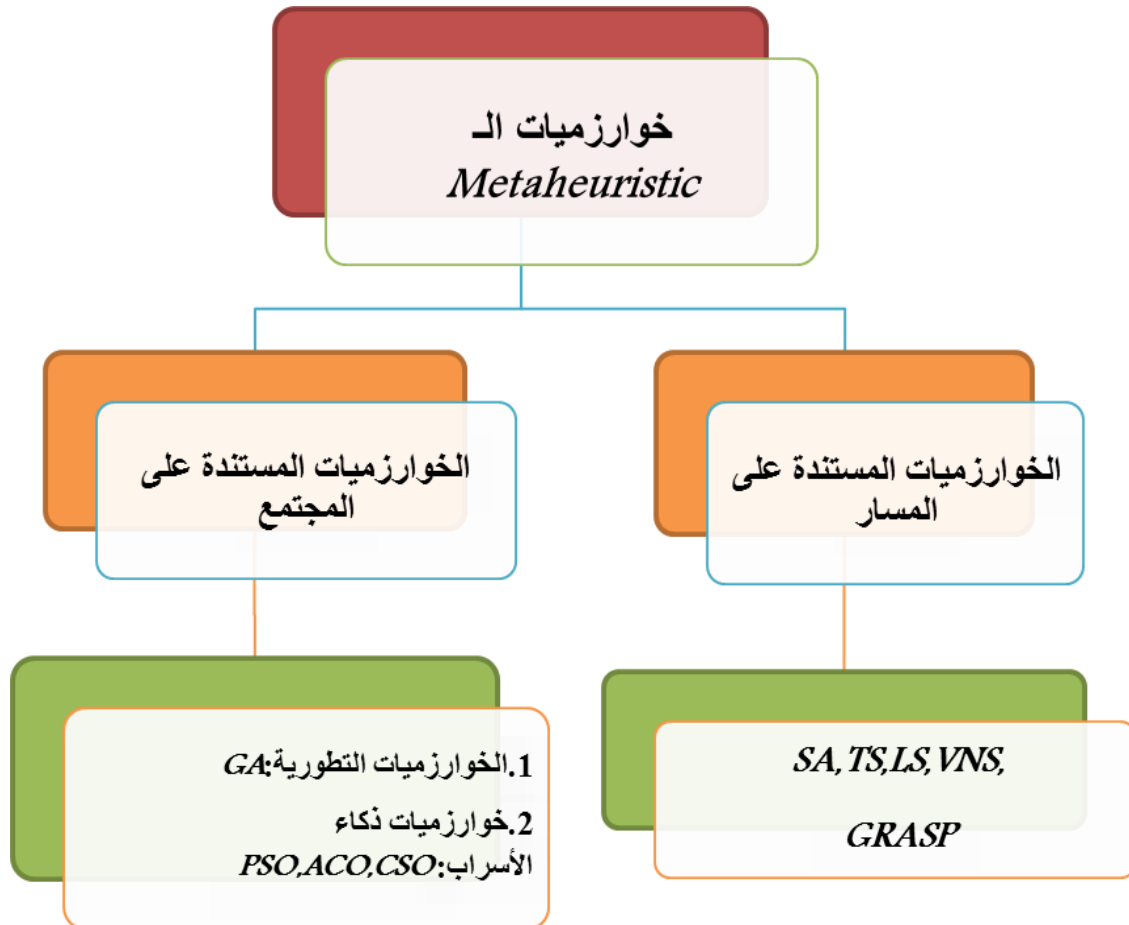 خوارزميات الـ
Metaheuristic
الخوارزميات المستندة على
المسار
الخوارزميات المستندة على
المجتمع
SA,TS,LS,VNS,
GRASP
1.الخوارزميات التطورية:GA
2.خوارزميات ذكاء
الأسراب:PSO,ACO,CSO